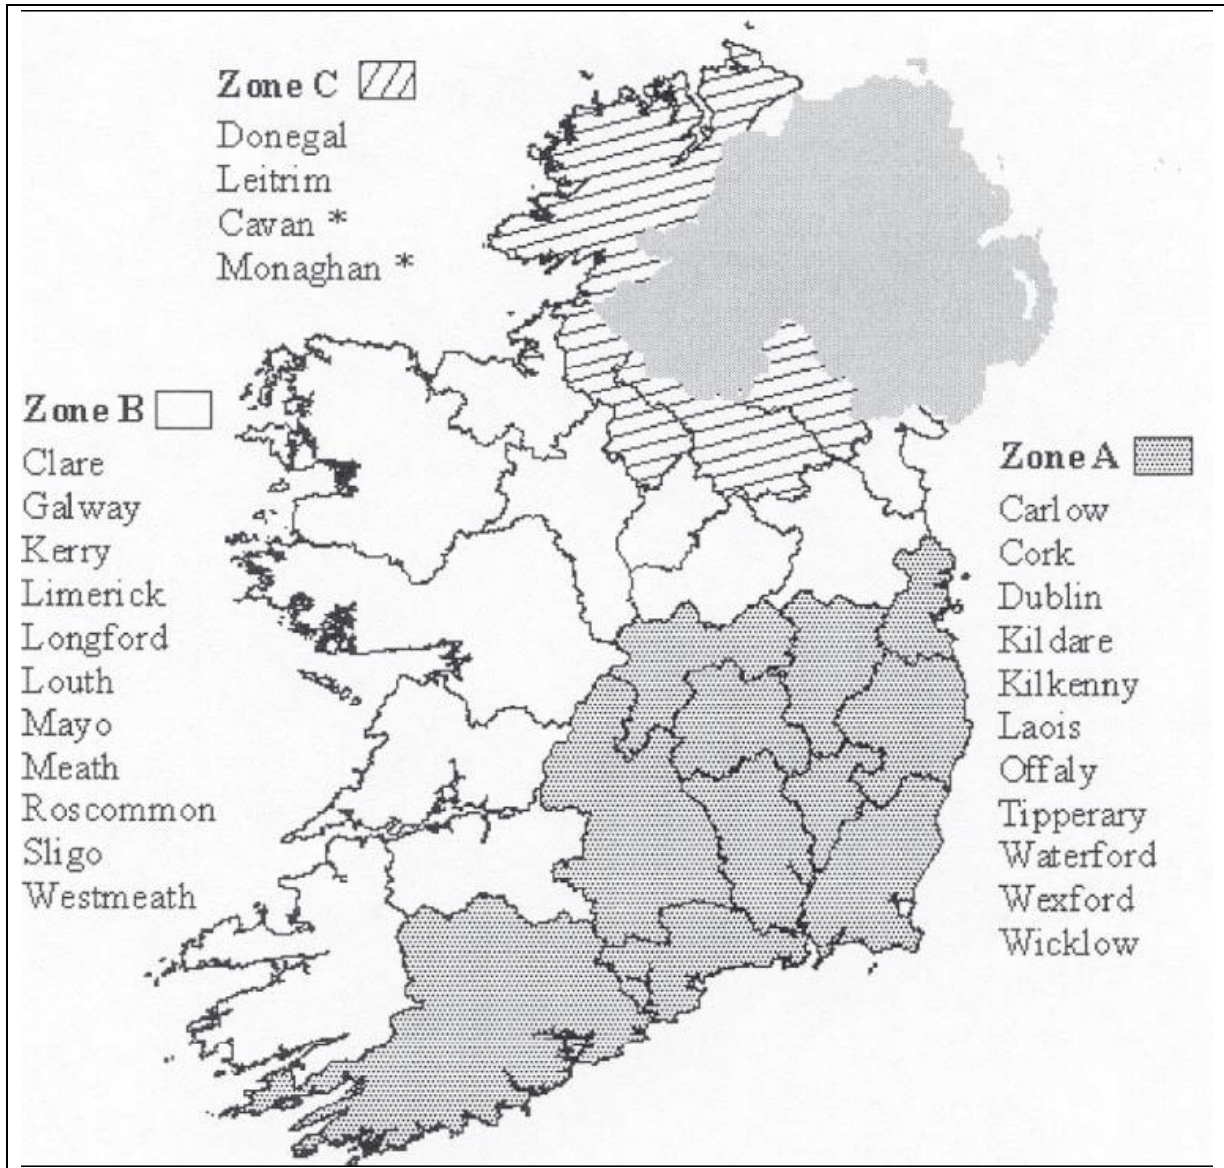 Zone C
Donegal
Leitrim
Cavan *
Monaghan *
Zone B
Clare
Galway
Kerry
Limerick
Longford
Louth
Mayo
Meath
Roscommon
Sligo
Westmeath
Zone A
Carlow
Cork
Dublin
Kildare
Kilkenny
Laois
Offaly
Tipperary
Waterford
Wexford
Wicklow